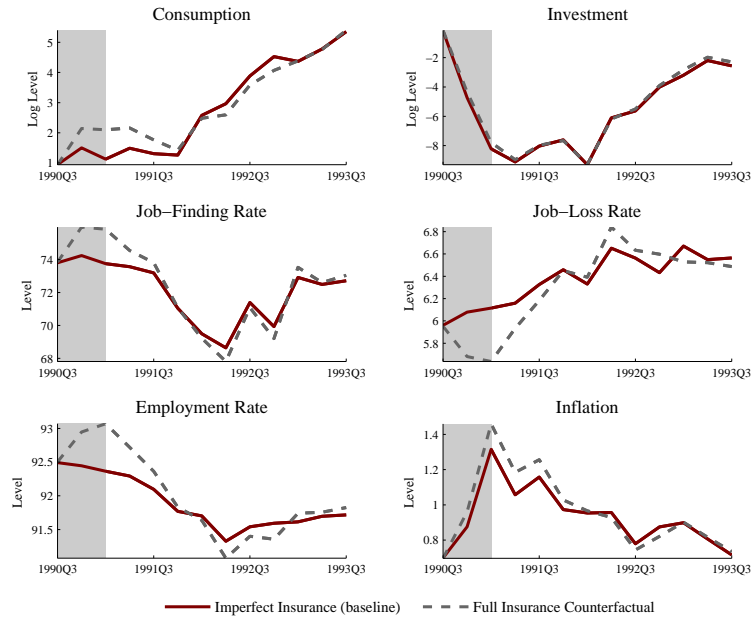 Consumption
Investment
Log Level
5
4
3
2
1
1990Q3
1991Q3
1992Q3
1993Q3
Log Level
−2
−4
−6
−8
1990Q3
1991Q3
1992Q3
1993Q3
Job−Finding Rate
Job−Loss Rate
Level
74
72
70
68
1990Q3
1991Q3
1992Q3
1993Q3
Level
6.8
6.6
6.4
6.2
6
5.8
1990Q3
1991Q3
1992Q3
1993Q3
Employment Rate
Inflation
Level
93
92.5
92
91.5
1990Q3
1991Q3
1992Q3
1993Q3
Level
1.4
1.2
1
0.8
1990Q3
1991Q3
1992Q3
1993Q3
Imperfect Insurance (baseline)
Full Insurance Counterfactual